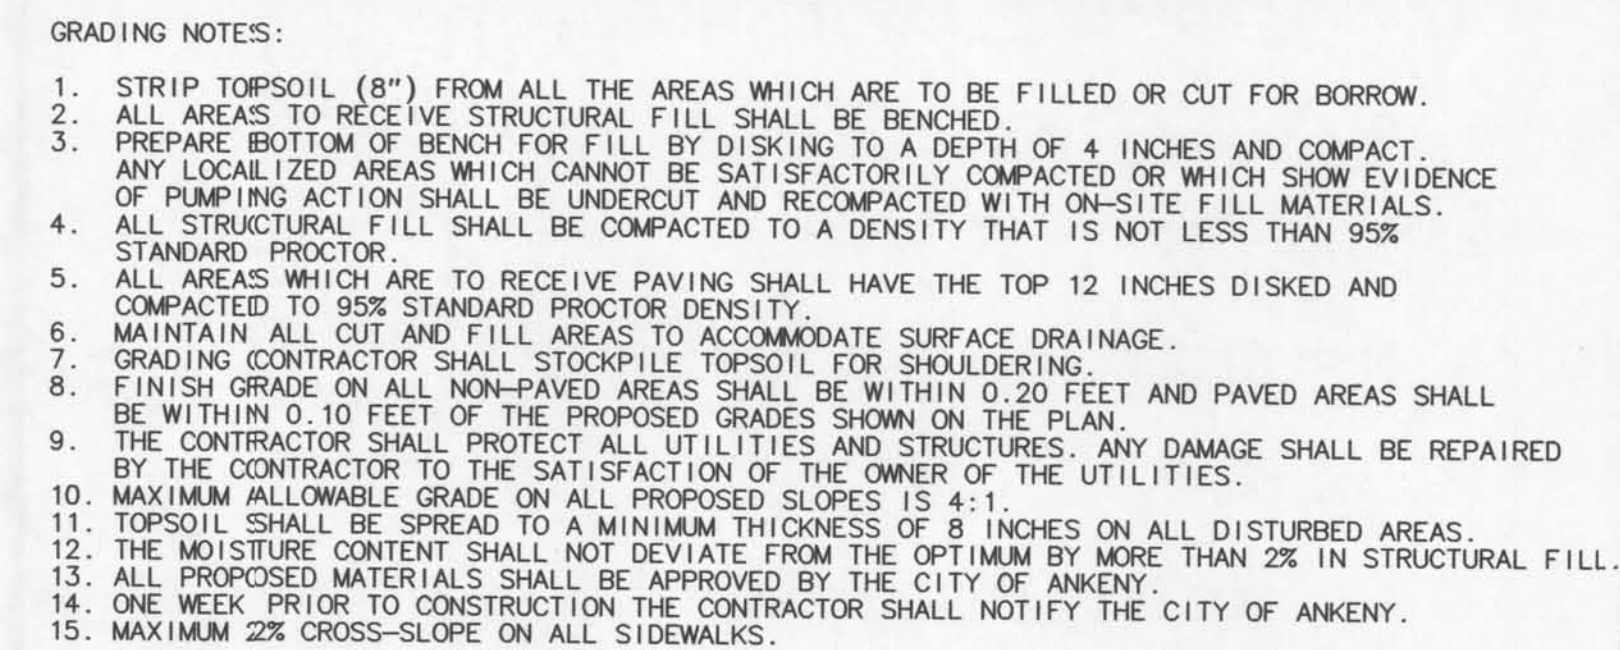 GRADING NOTES:
1. STRIP TOPSOIL (8") FROM ALL THE AREAS WHICH ARE TO BE FILLED OR CUT FOR BORROW.
2. ALL AREAS TO RECEIVE STRUCTURAL FILL SHALL BE BENCHED.
3. PREPARE BOTTOM OF BENCH FOR FILL BY DISKING TO A DEPTH OF 4 INCHES AND COMPACT.
ANY LOCALIZED AREAS WHICH CANNOT BE SATISFACTORILY COMPACTED OR WHICH SHOW EVIDENCE
OF PUMPING ACTION SHALL BE UNDERCUT AND RECOMPACTED WITH ON-SITE FILL MATERIALS.
4. ALL STRUCTURAL FILL SHALL BE COMPACTED TO A DENSITY THAT IS NOT LESS THAN 95%
STANDARD PROCTOR.
5. ALL AREAS WHICH ARE TO RECEIVE PAVING SHALL HAVE THE TOP 12 INCHES DISKED AND
COMPACTED TO 95% STANDARD PROCTOR DENSITY.
6. MAINTAIN ALL CUT AND FILL AREAS TO ACCOMMODATE SURFACE DRAINAGE.
7. GRADING CONTRACTOR SHALL STOCKPILE TOPSOIL FOR SHOULDERING.
8. FINISH GRADE ON ALL NON-PAVED AREAS SHALL BE WITHIN 0.20 FEET AND PAVED AREAS SHALL
BE WITHIN 0.10 FEET OF THE PROPOSED GRADES SHOWN ON THE PLAN.
9. THE CONTRACTOR SHALL PROTECT ALL UTILITIES AND STRUCTURES. ANY DAMAGE SHALL BE REPAIRED
BY THE CONTRACTOR TO THE SATISFACTION OF THE OWNER OF THE UTILITIES.
10. MAXIMUM ALLOWABLE GRADE ON ALL PROPOSED SLOPES IS 4:1.
11. TOPSOIL SHALL BE SPREAD TO A MINIMUM THICKNESS OF 8 INCHES ON ALL DISTURBED AREAS.
12. THE MOISTURE CONTENT SHALL NOT DEVIATE FROM THE OPTIMUM BY MORE THAN 2% IN STRUCTURAL FILL.
13. ALL PROPOSED MATERIALS SHALL BE APPROVED BY THE CITY OF ANKENY.
14. ONE WEEK PRIOR TO CONSTRUCTION THE CONTRACTOR SHALL NOTIFY THE CITY OF ANKENY.
15. MAXIMUM 2% CROSS-SLOPE ON ALL SIDEWALKS.